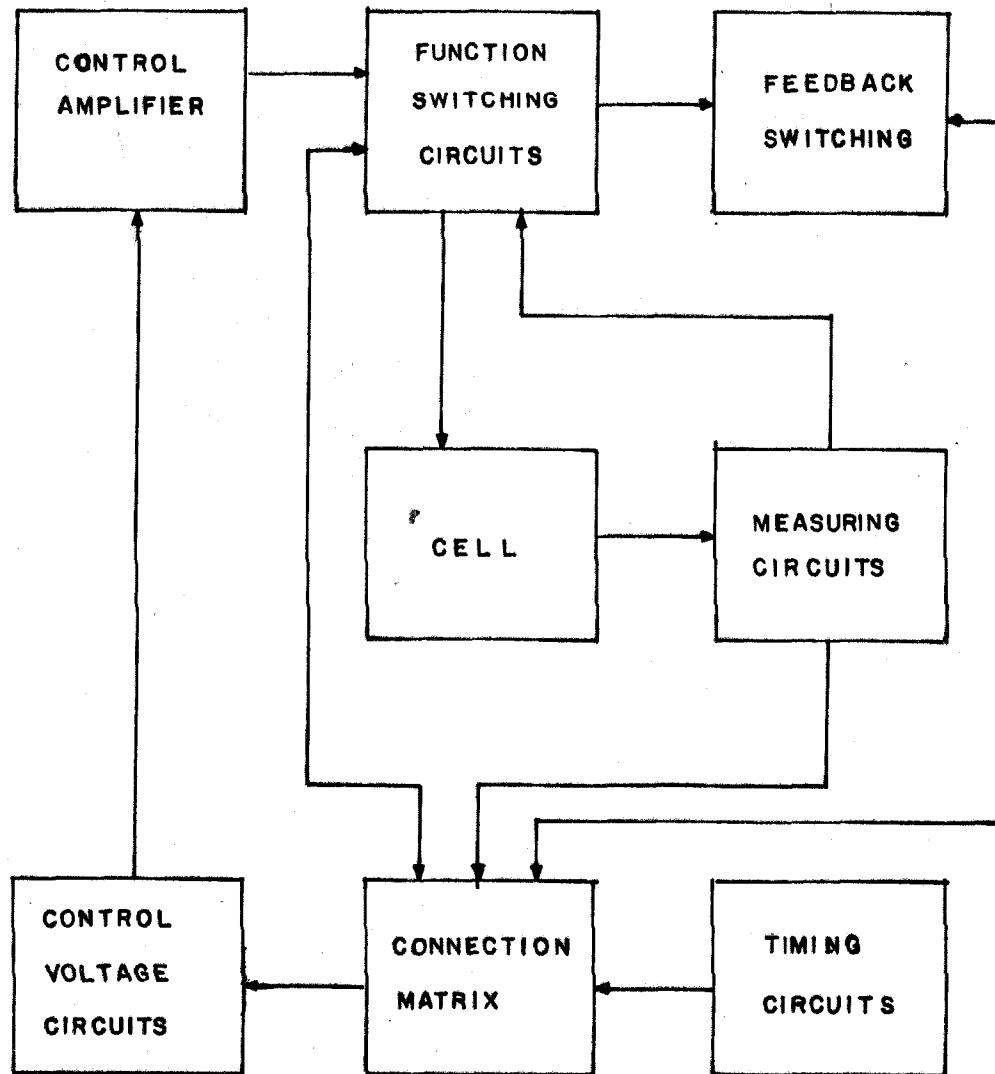 CONTROL
AMPLIFIER
FUNCTION
SWITCHING
CIRCUITS
FEEDBACK
SWITCHING
CELL
MEASURING
CIRCUITS
CONTROL
VOLTAGE
CIRCUITS
CONNECTION
MATRIX
TIMING
CIRCUITS